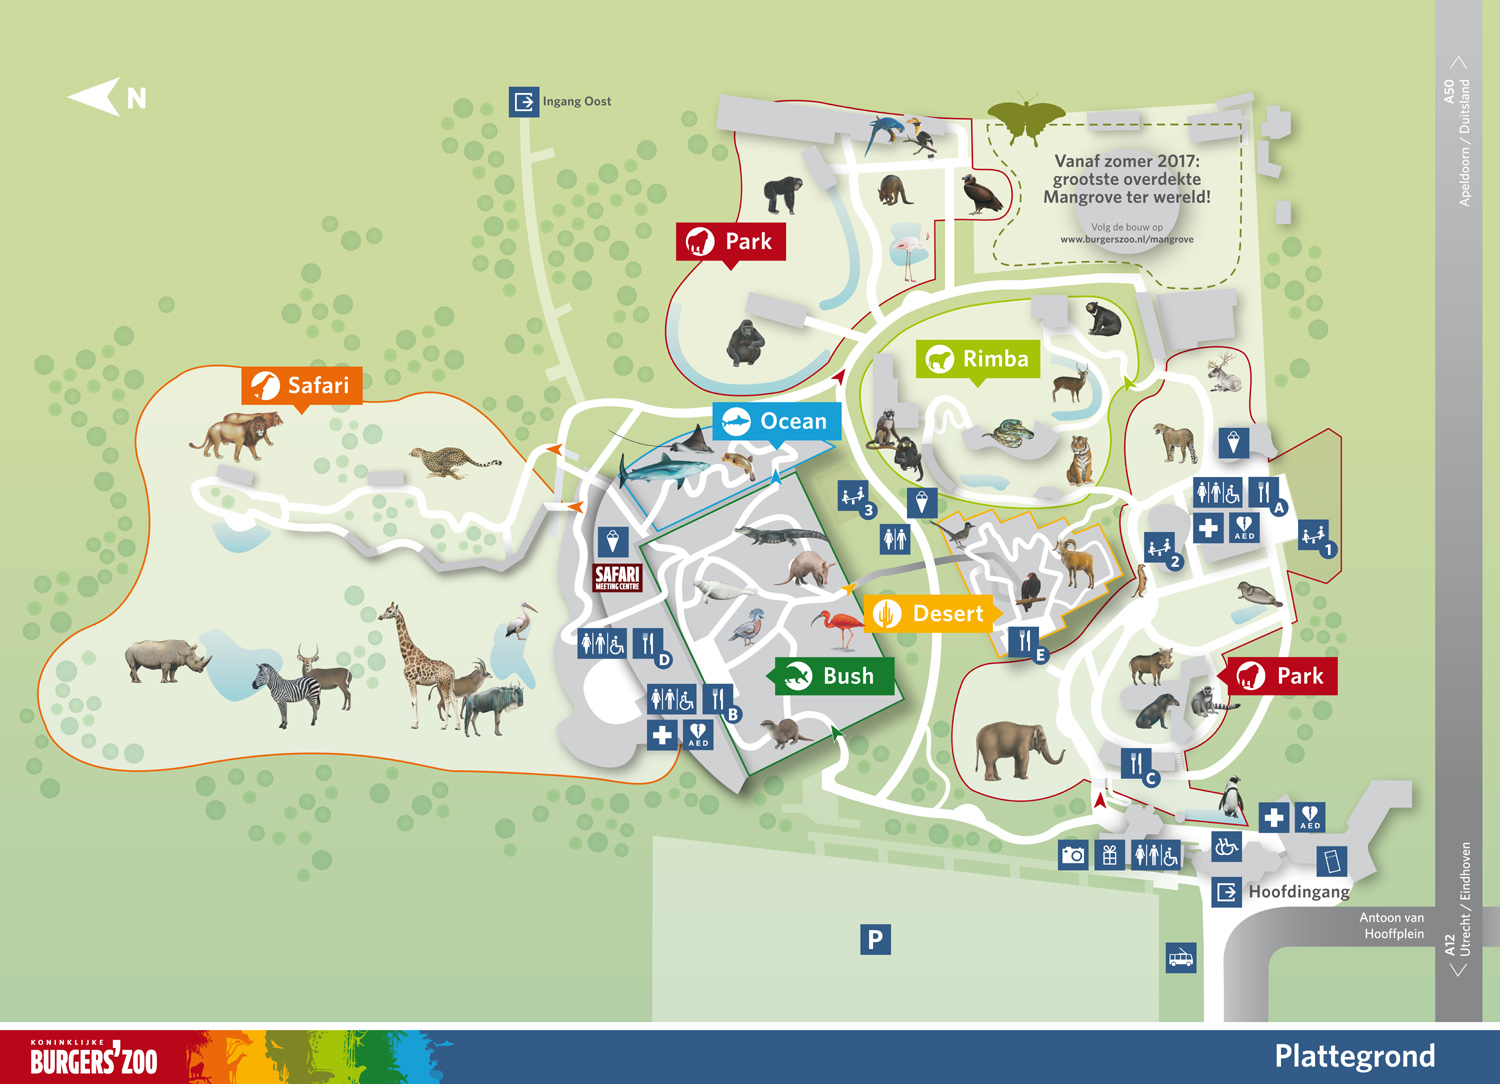 N
Ingang Oost
A50
Apeldoorn / Duitsland
Vanaf zomer 2017:
grootste overdekte
Mangrove ter wereld!
Volg de bouw op
www.burgerszoo.nl/mangrove
Park
Rimba
Safari
Ocean
3
A
AED
1
2
SAFARI
MEETING CENTRE
Desert
E
D
Bush
Park
B
AED
C
AED
Hoofdingang
Antoon van
Hooffplein
A12
Utrecht / Eindhoven
P
KONINKLIJKE
BURGERS' ZOO
Plattegrond